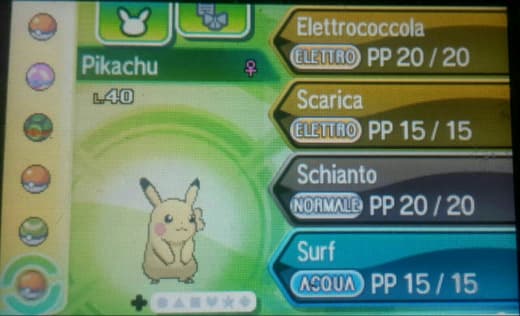 Pikachu ♀
L.40
Elettrococcola
ELETTRO PP 20 / 20
Scarica
ELETTRO PP 15 / 15
Schianto
NORMALE PP 20 / 20
Surf
ACQUA PP 15 / 15